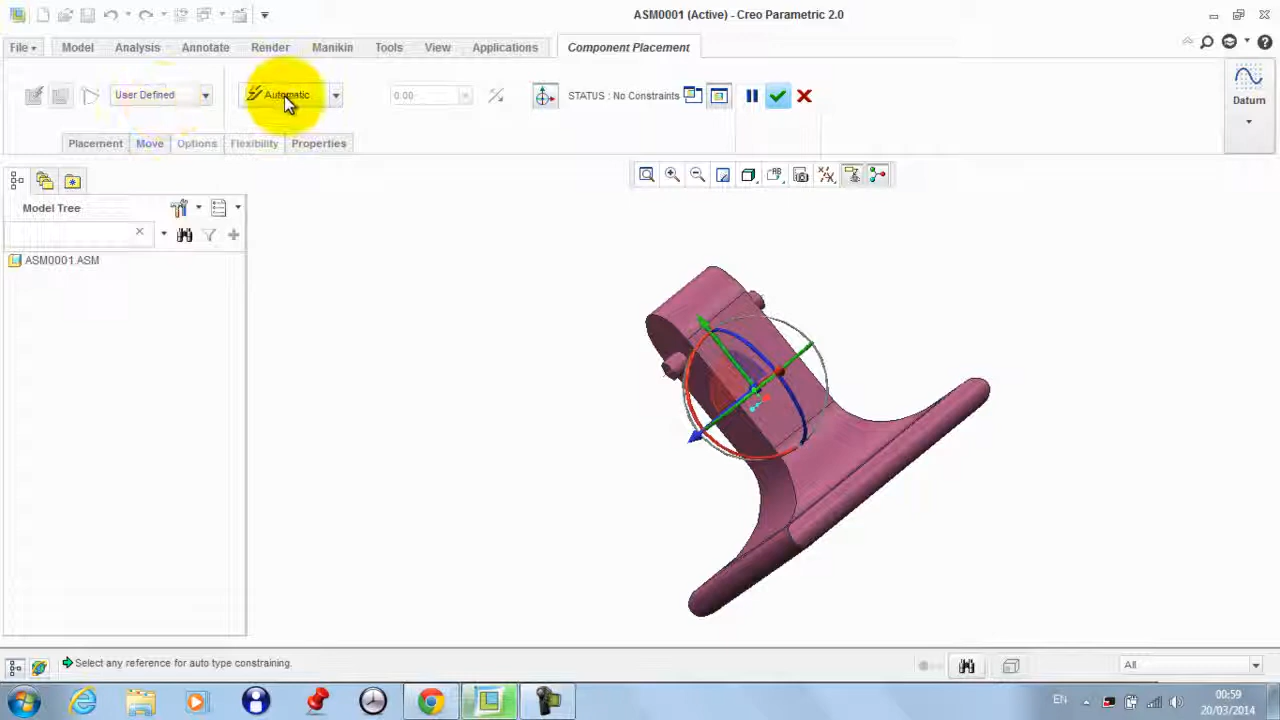 ASM0001 (Active) - Creo Parametric 2.0
File Model Analysis Annotate Render Manikin Tools View Applications Component Placement
User Defined Automatic 0.00 STATUS : No Constraints Datum
Placement Move Options Flexibility Properties
Model Tree
ASM0001.ASM
Select any reference for auto type constraining. All
EN 00:59
20/03/2014